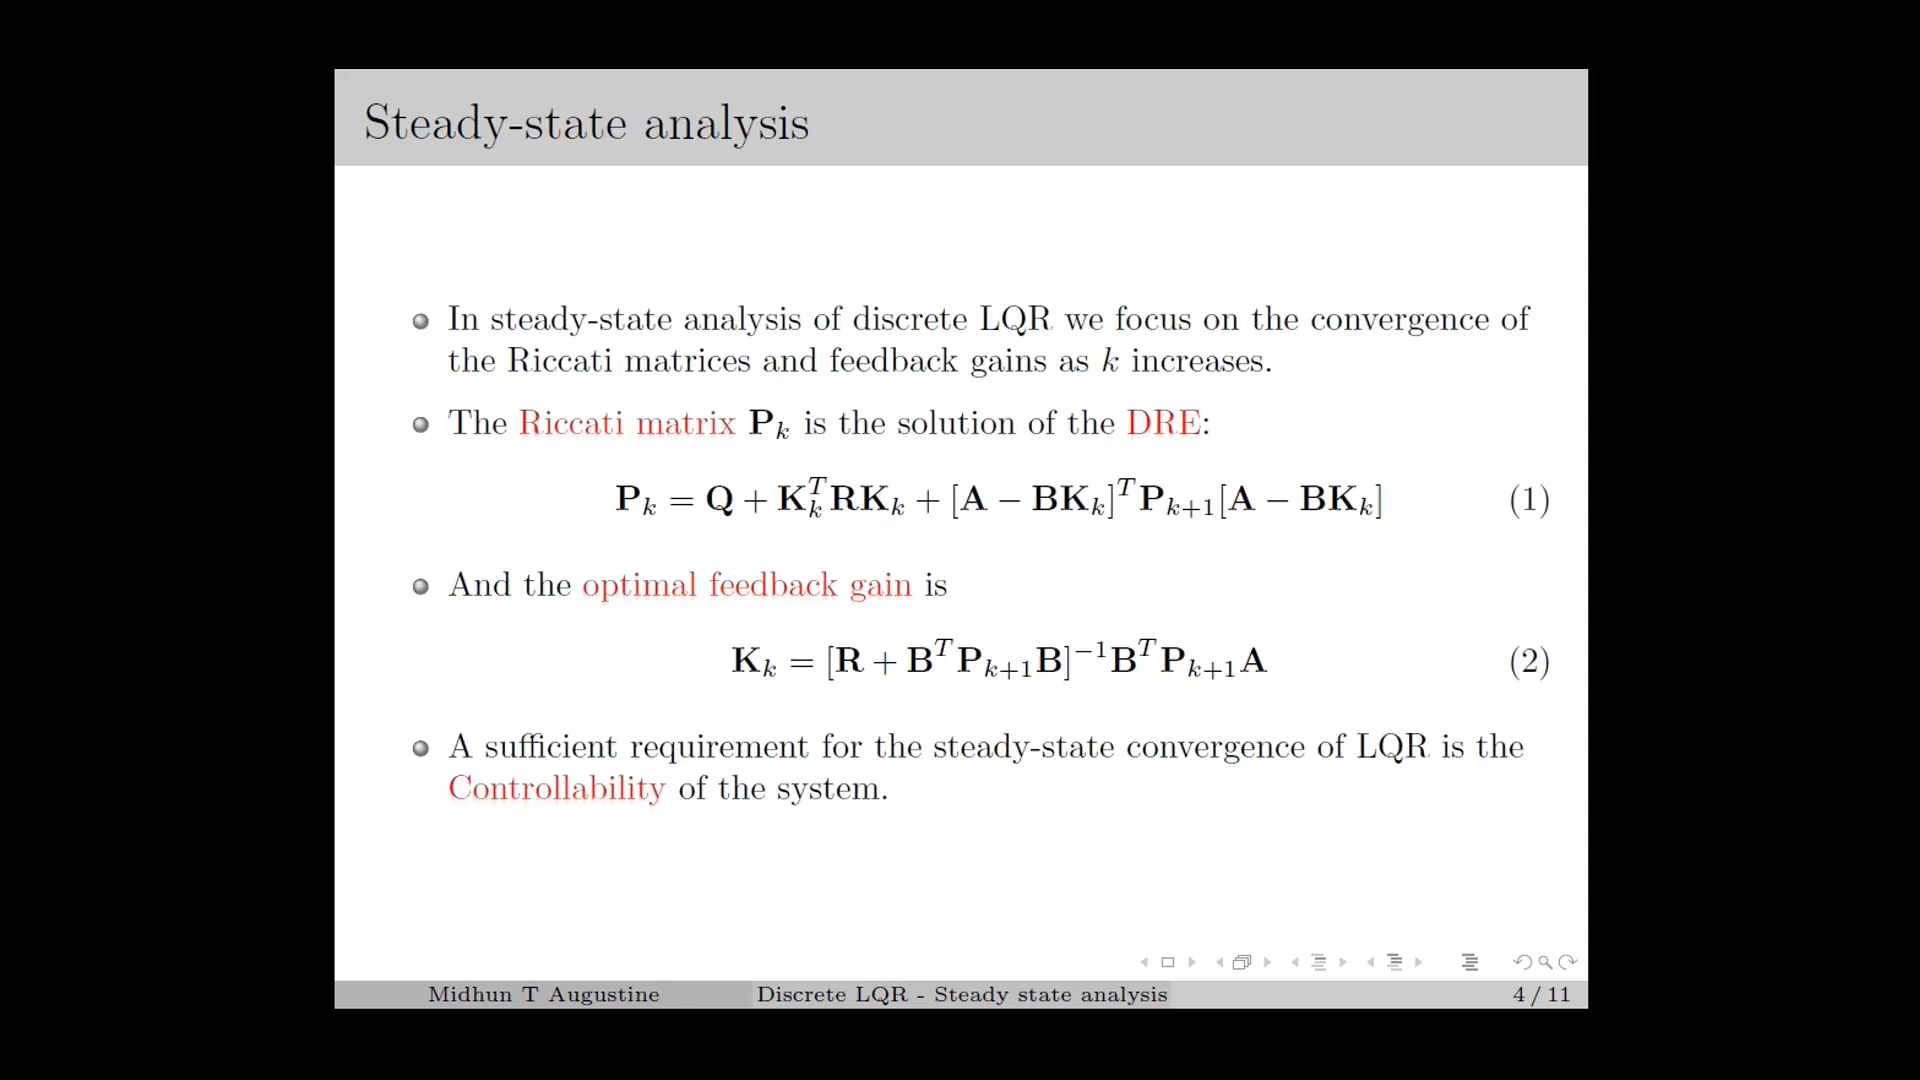 Steady-state analysis
In steady-state analysis of discrete LQR we focus on the convergence of
the Riccati matrices and feedback gains as k increases.
The Riccati matrix P_k is the solution of the DRE:
P_k = Q + K_k^T RK_k + [A − BK_k]^T P_{k+1}[A − BK_k] (1)
And the optimal feedback gain is
K_k = [R + B^T P_{k+1}B]^{−1}B^T P_{k+1}A (2)
A sufficient requirement for the steady-state convergence of LQR is the
Controllability of the system.
Midhun T Augustine Discrete LQR - Steady state analysis 4 / 11